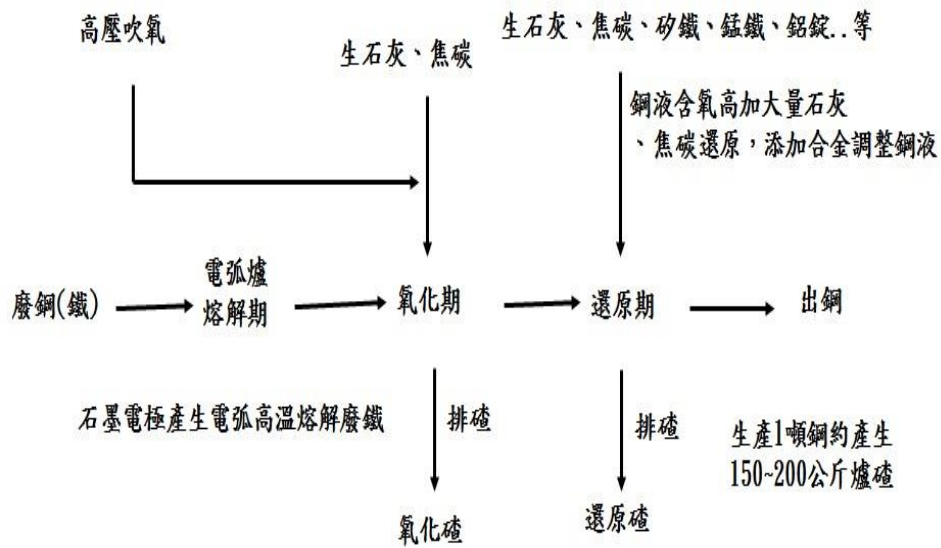 高壓吹氧
生石灰、焦碳
生石灰、焦碳、矽鐵、錳鐵、鋁錠..等
鋼液含氧高加大量石灰
、焦碳還原，添加合金調整鋼液
廢鋼(鐵)
電弧爐
熔解期
氧化期
還原期
出鋼
石墨電極產生電弧高溫熔解廢鐵
排碴
排碴
生產1噸鋼約產生
150~200公斤爐碴
氧化碴
還原碴